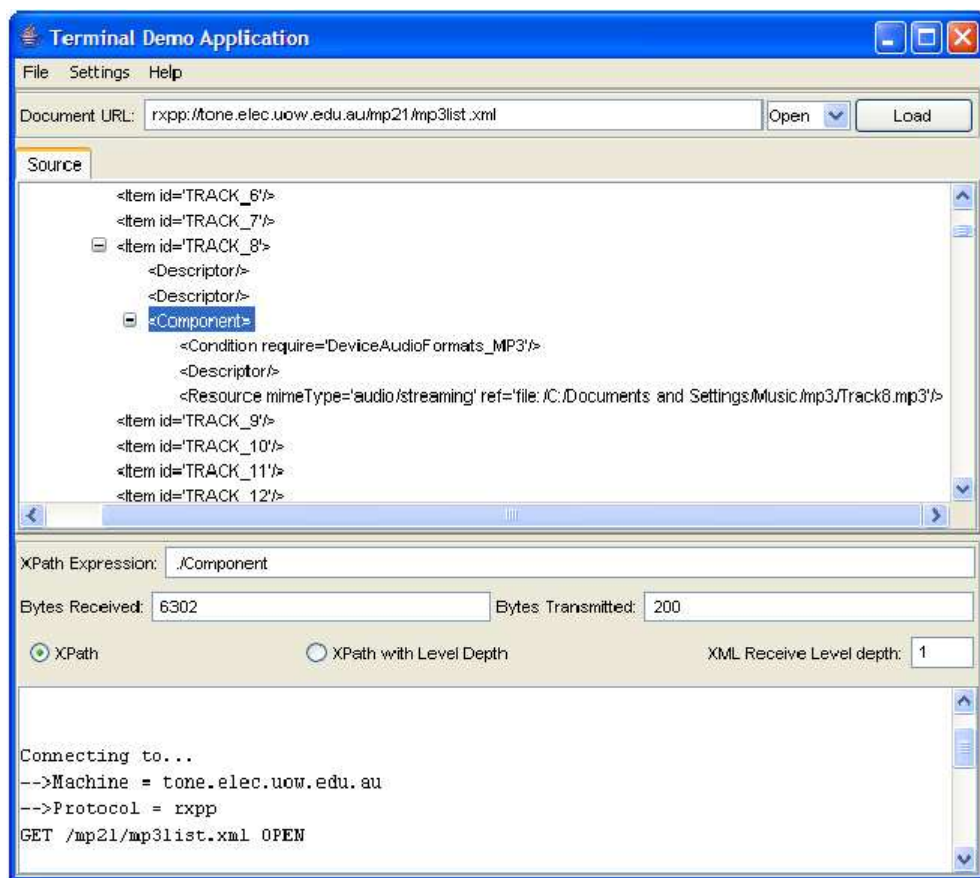 Terminal Demo Application
File Settings Help
Document URL: rxpp://tone.elec.uow.edu.au/mp21/mp3list.xml Open Load
Source
<Item id='TRACK_6'/>
<Item id='TRACK_7'/>
<Item id='TRACK_8'>
<Descriptor/>
<Descriptor/>
<Component>
<Condition require='DeviceAudioFormats_MP3'/>
<Descriptor/>
<Resource mimeType='audio/streaming' ref='file:/C:/Documents and Settings/Music/mp3/Track8.mp3'/>
<Item id='TRACK_9'/>
<Item id='TRACK_10'/>
<Item id='TRACK_11'/>
<Item id='TRACK_12'/>
XPath Expression: ./Component
Bytes Received: 6302 Bytes Transmitted: 200
XPath XPath with Level Depth XML Receive Level depth: 1
Connecting to...
-->Machine = tone.elec.uow.edu.au
-->Protocol = rxpp
GET /mp21/mp3list.xml OPEN